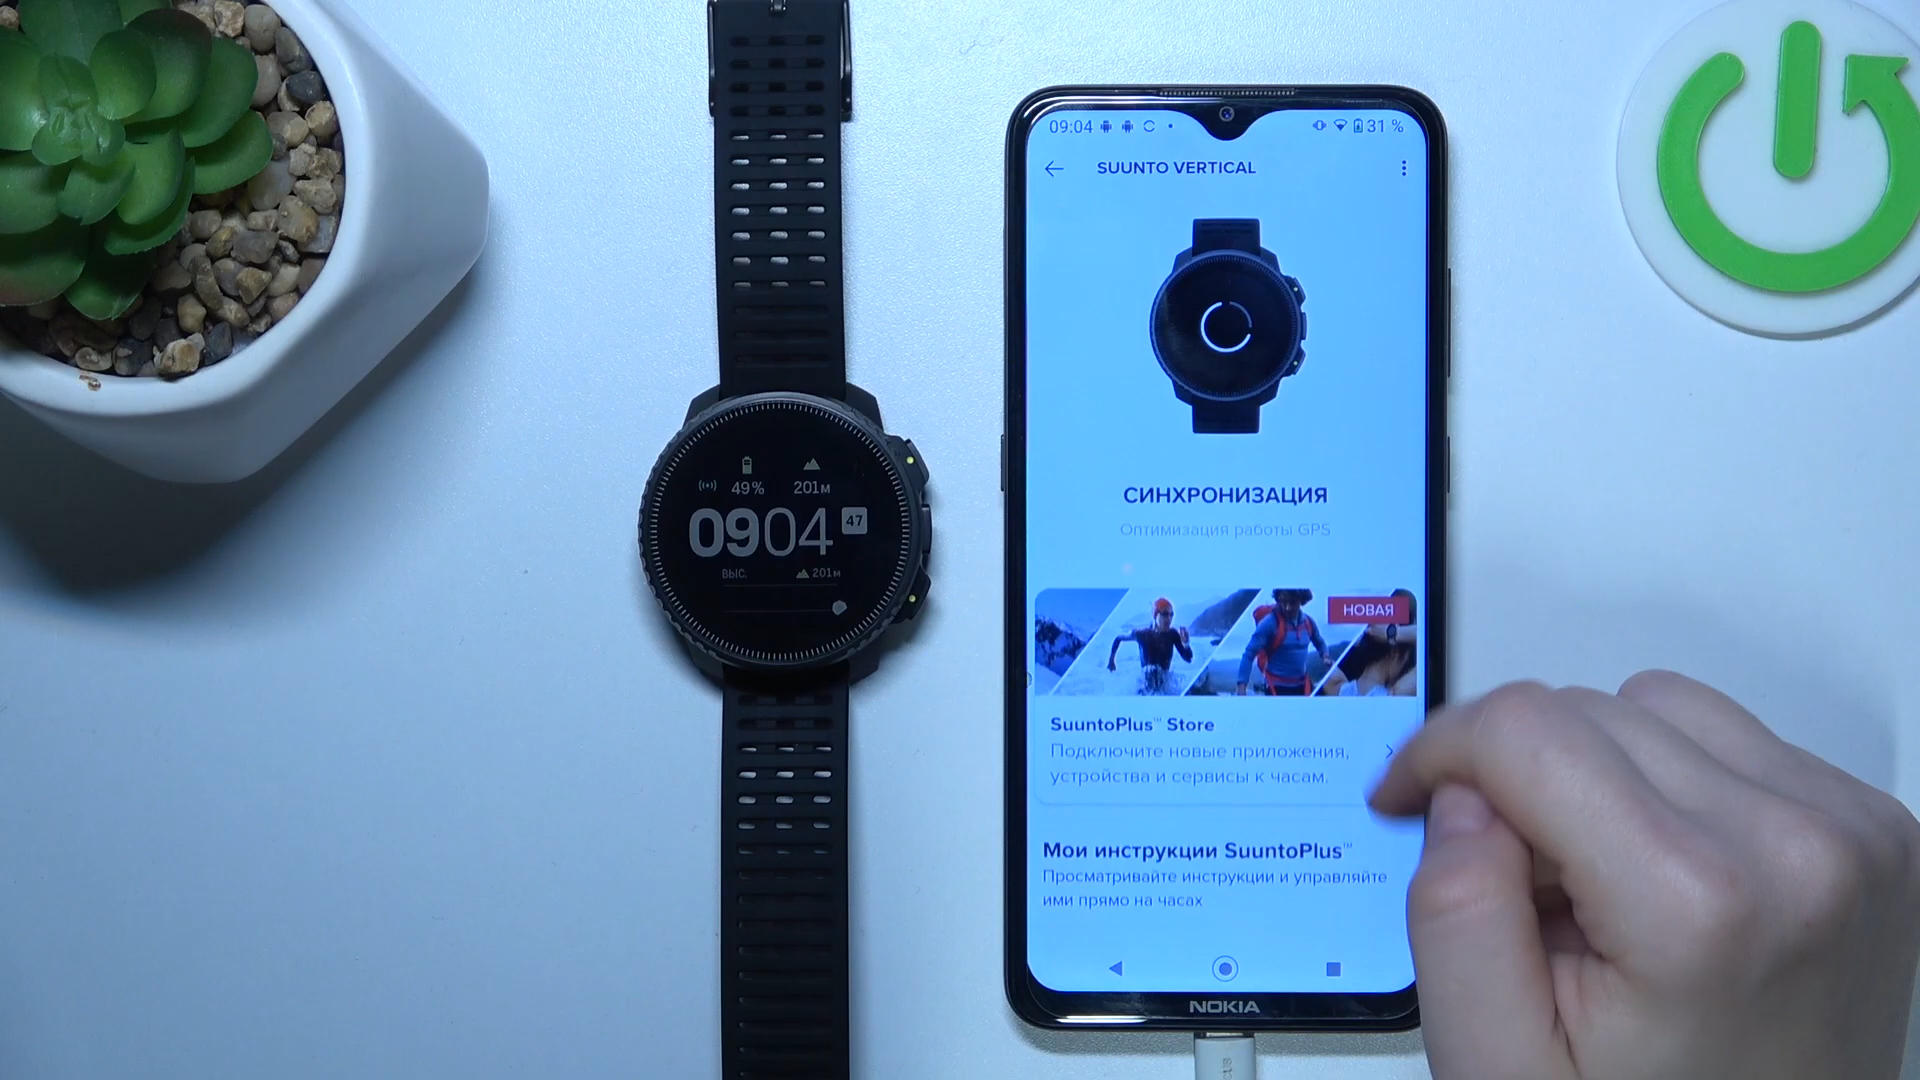 49%
201м
0904
47
ВЫС.
201м
09:04
31 %
SUUNTO VERTICAL
СИНХРОНИЗАЦИЯ
Оптимизация работы GPS
НОВАЯ
SuuntoPlus™ Store
Подключите новые приложения,
устройства и сервисы к часам.
Мои инструкции SuuntoPlus™
Просматривайте инструкции и управляйте
ими прямо на часах
NOKIA